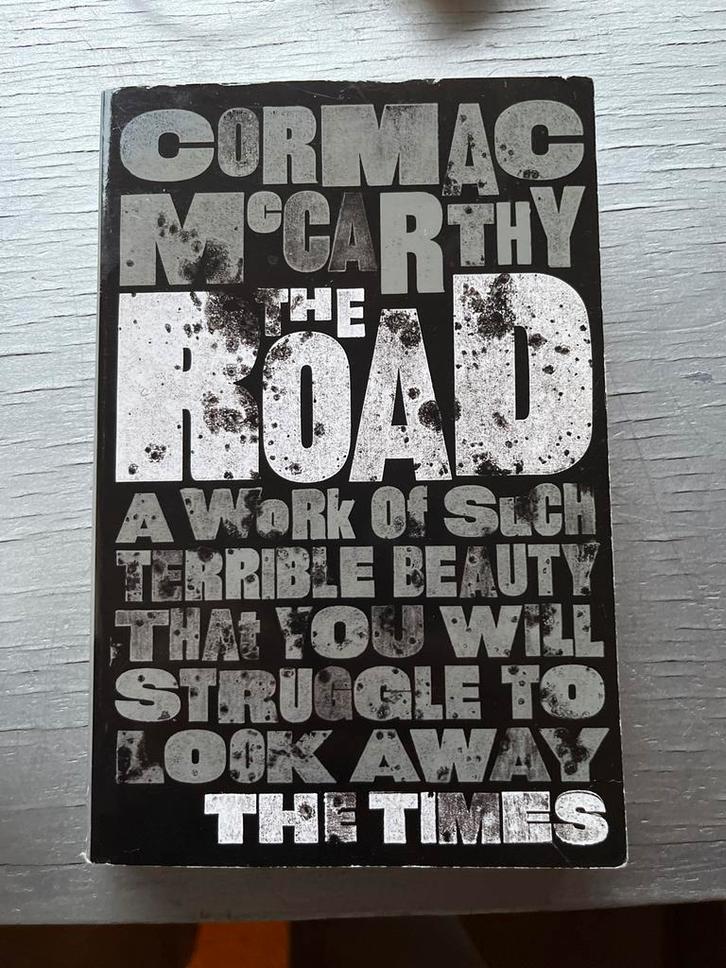 CORMAC
McCARTHY
THE
ROAD
A WoRk Of SuCH
TERRIBLE BEAUTY
THAt YOU WILL
STRUGGLE TO
LOOK AWAY
THE TIMES